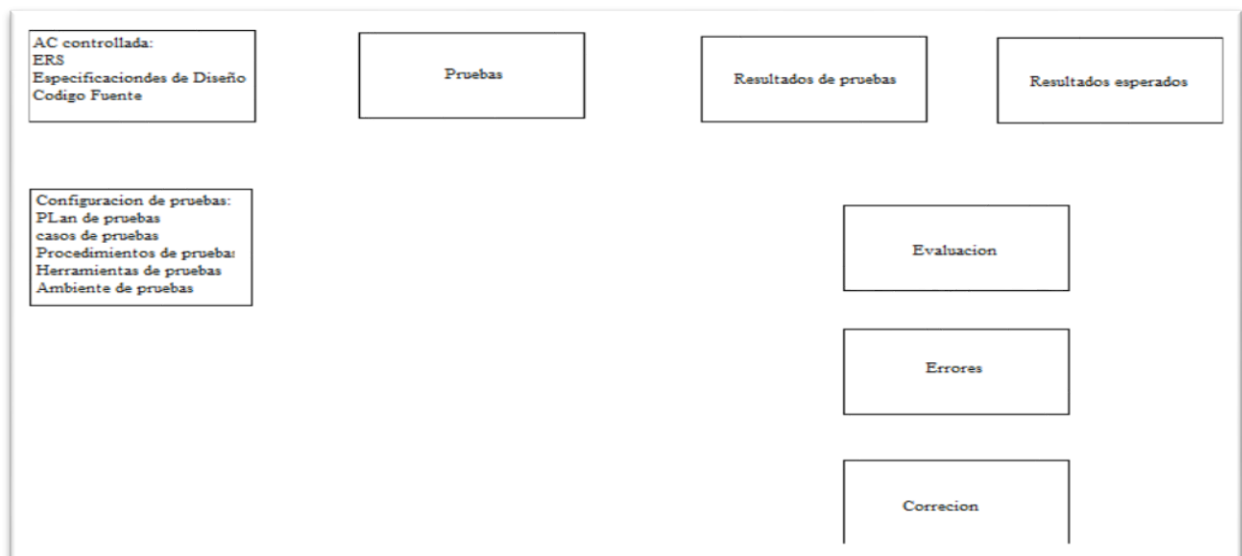 AC controllada:
ERS
Especificaciondes de Diseño
Codigo Fuente
Pruebas
Resultados de pruebas
Resultados esperados
Configuracion de pruebas:
PLan de pruebas
casos de pruebas
Procedimientos de pruebas
Herramientas de pruebas
Ambiente de pruebas
Evaluacion
Errores
Correcion